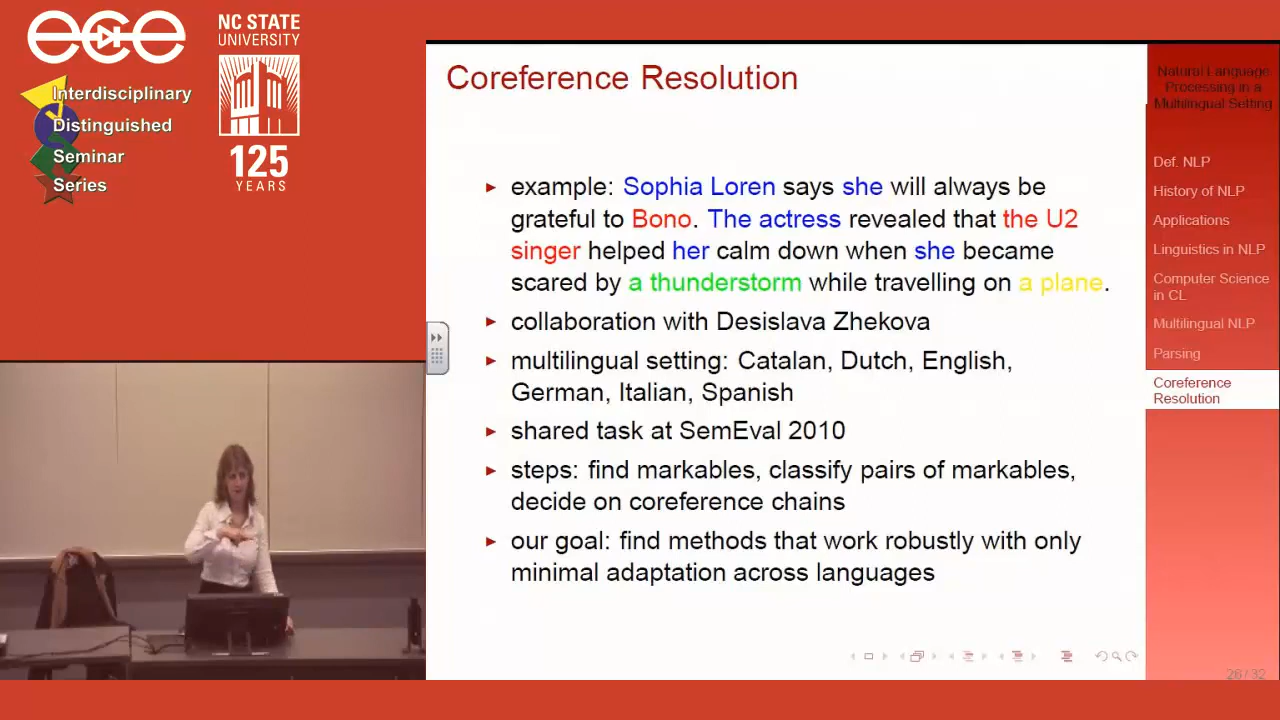 ece
NC STATE
UNIVERSITY
Interdisciplinary
Distinguished
Seminar
Series
125
YEARS
Coreference Resolution
▸ example: Sophia Loren says she will always be
grateful to Bono. The actress revealed that the U2
singer helped her calm down when she became
scared by a thunderstorm while travelling on a plane.
▸ collaboration with Desislava Zhekova
▸ multilingual setting: Catalan, Dutch, English,
German, Italian, Spanish
▸ shared task at SemEval 2010
▸ steps: find markables, classify pairs of markables,
decide on coreference chains
▸ our goal: find methods that work robustly with only
minimal adaptation across languages
Natural Language
Processing in a
Multilingual Setting
Def. NLP
History of NLP
Applications
Linguistics in NLP
Computer Science
in CL
Multilingual NLP
Parsing
Coreference
Resolution
26 / 32